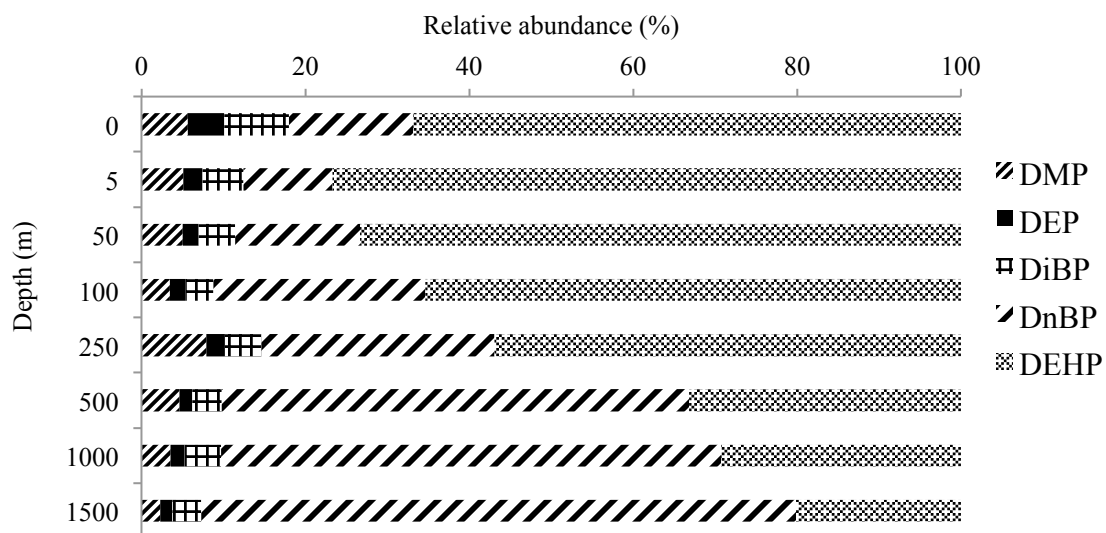 Relative abundance (%)
0 20 40 60 80 100
Depth (m)
0
5
50
100
250
500
1000
1500
DMP
DEP
DiBP
DnBP
DEHP